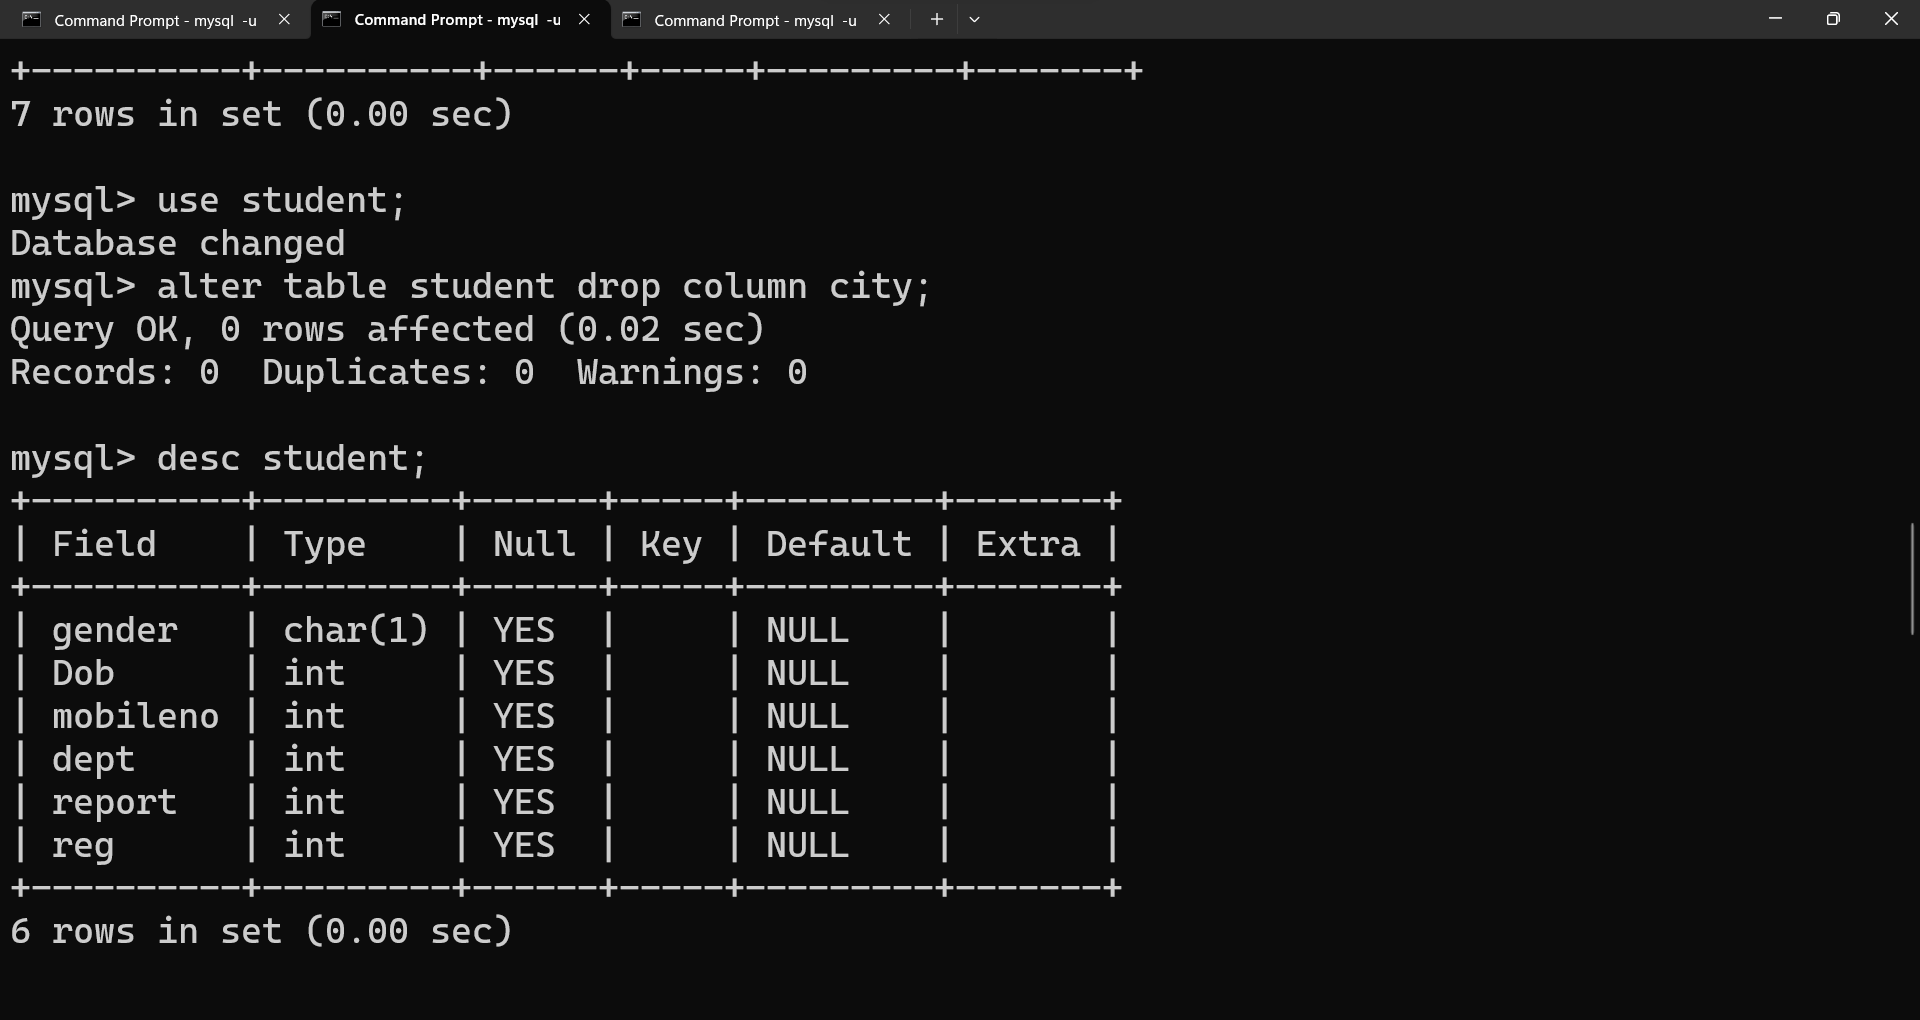 Command Prompt - mysql -u   Command Prompt - mysql -u   Command Prompt - mysql -u
+----------+----------+------+-----+---------+-------+
7 rows in set (0.00 sec)

mysql> use student;
Database changed
mysql> alter table student drop column city;
Query OK, 0 rows affected (0.02 sec)
Records: 0  Duplicates: 0  Warnings: 0

mysql> desc student;
+----------+---------+------+-----+---------+-------+
| Field    | Type    | Null | Key | Default | Extra |
+----------+---------+------+-----+---------+-------+
| gender   | char(1) | YES  |     | NULL    |       |
| Dob      | int     | YES  |     | NULL    |       |
| mobileno | int     | YES  |     | NULL    |       |
| dept     | int     | YES  |     | NULL    |       |
| report   | int     | YES  |     | NULL    |       |
| reg      | int     | YES  |     | NULL    |       |
+----------+---------+------+-----+---------+-------+
6 rows in set (0.00 sec)